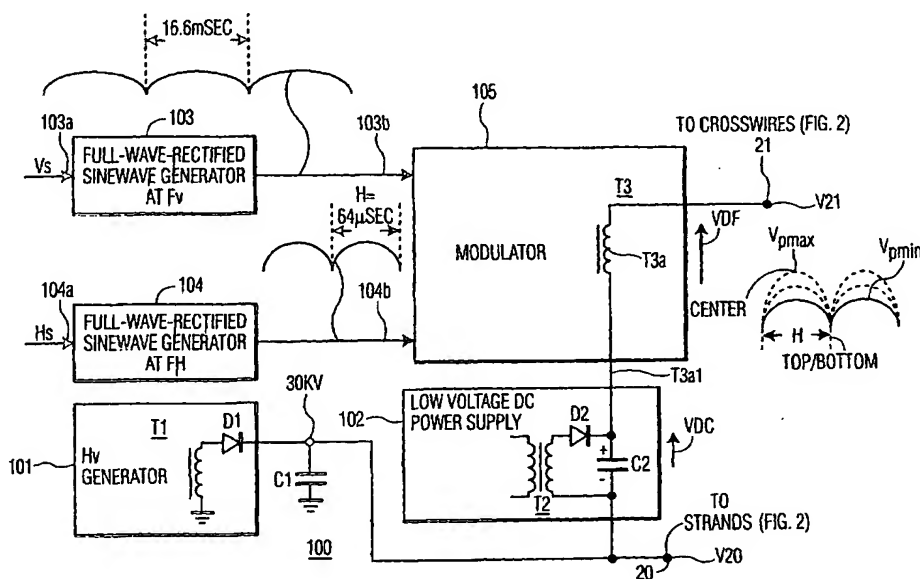 16.6mSEC
103a
103
Vs
FULL-WAVE-RECTIFIED
SINEWAVE GENERATOR
AT Fv
103b
H=
64μSEC
104a
104
Hs
FULL-WAVE-RECTIFIED
SINEWAVE GENERATOR
AT FH
104b
105
MODULATOR
T3
T3a
TO CROSSWIRES (FIG. 2)
21
V21
VDF
Vpmax
Vpmin
CENTER
H
TOP/BOTTOM
T3a1
101
Hv
GENERATOR
T1
D1
30KV
C1
100
102
LOW VOLTAGE DC
POWER SUPPLY
D2
T2
+
C2
-
VDC
TO
STRANDS (FIG. 2)
V20
20